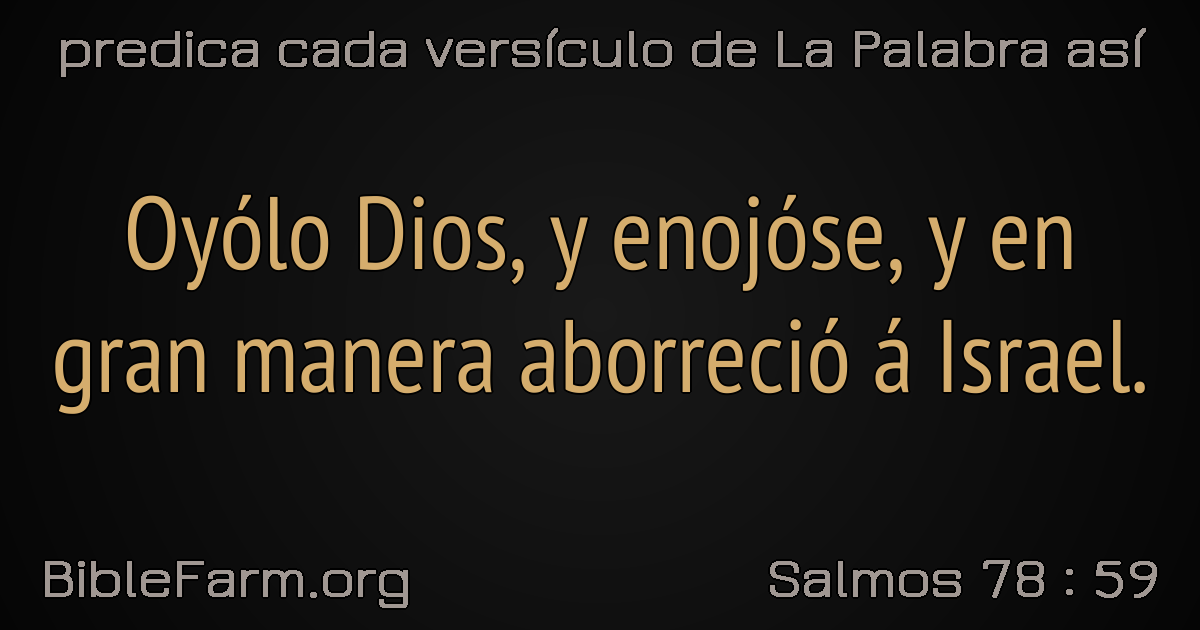 predica cada versículo de La Palabra así
Oyólo Dios, y enojóse, y en
gran manera aborreció á Israel.
BibleFarm.org
Salmos 78 : 59